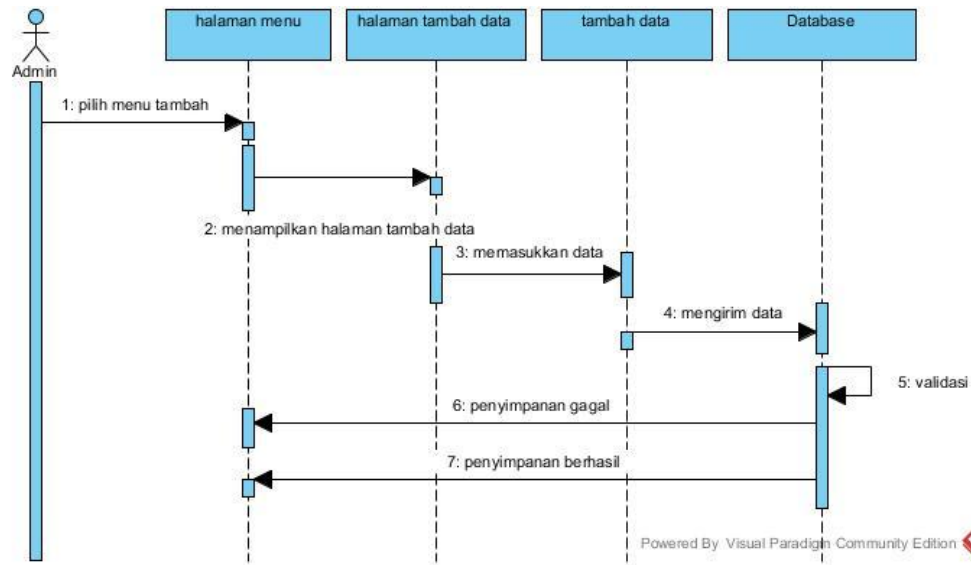 halaman menu
halaman tambah data
tambah data
Database
Admin
1: pilih menu tambah
2: menampilkan halaman tambah data
3: memasukkan data
4: mengirim data
5: validasi
6: penyimpanan gagal
7: penyimpanan berhasil
Powered By Visual Paradigm Community Edition